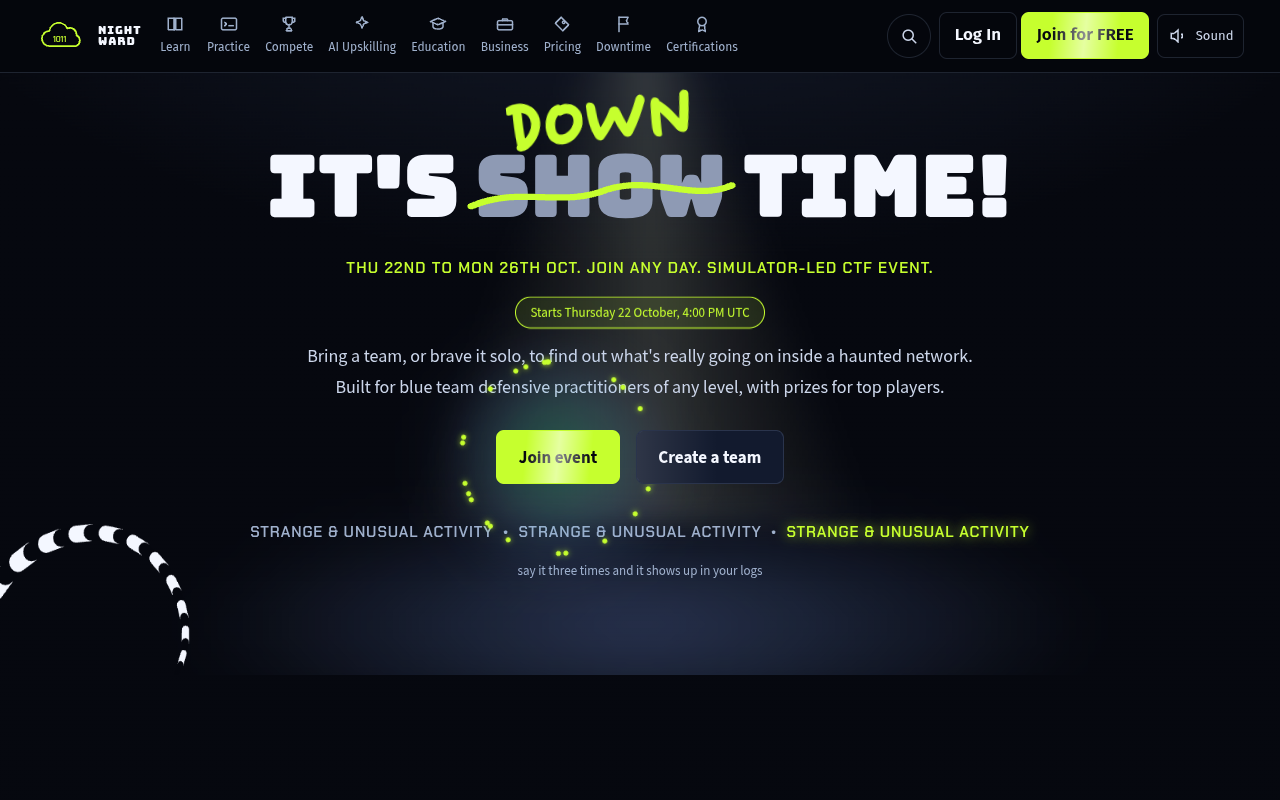 1011
NIGHT
WARD
Learn
Practice
Compete
AI Upskilling
Education
Business
Pricing
Downtime
Certifications
Log In
Join for FREE
Sound
DOWN
IT'S SHOW TIME!
THU 22ND TO MON 26TH OCT. JOIN ANY DAY. SIMULATOR-LED CTF EVENT.
Starts Thursday 22 October, 4:00 PM UTC
Bring a team, or brave it solo, to find out what's really going on inside a haunted network.
Built for blue team defensive practitioners of any level, with prizes for top players.
Join event
Create a team
STRANGE & UNUSUAL ACTIVITY • STRANGE & UNUSUAL ACTIVITY • STRANGE & UNUSUAL ACTIVITY
say it three times and it shows up in your logs